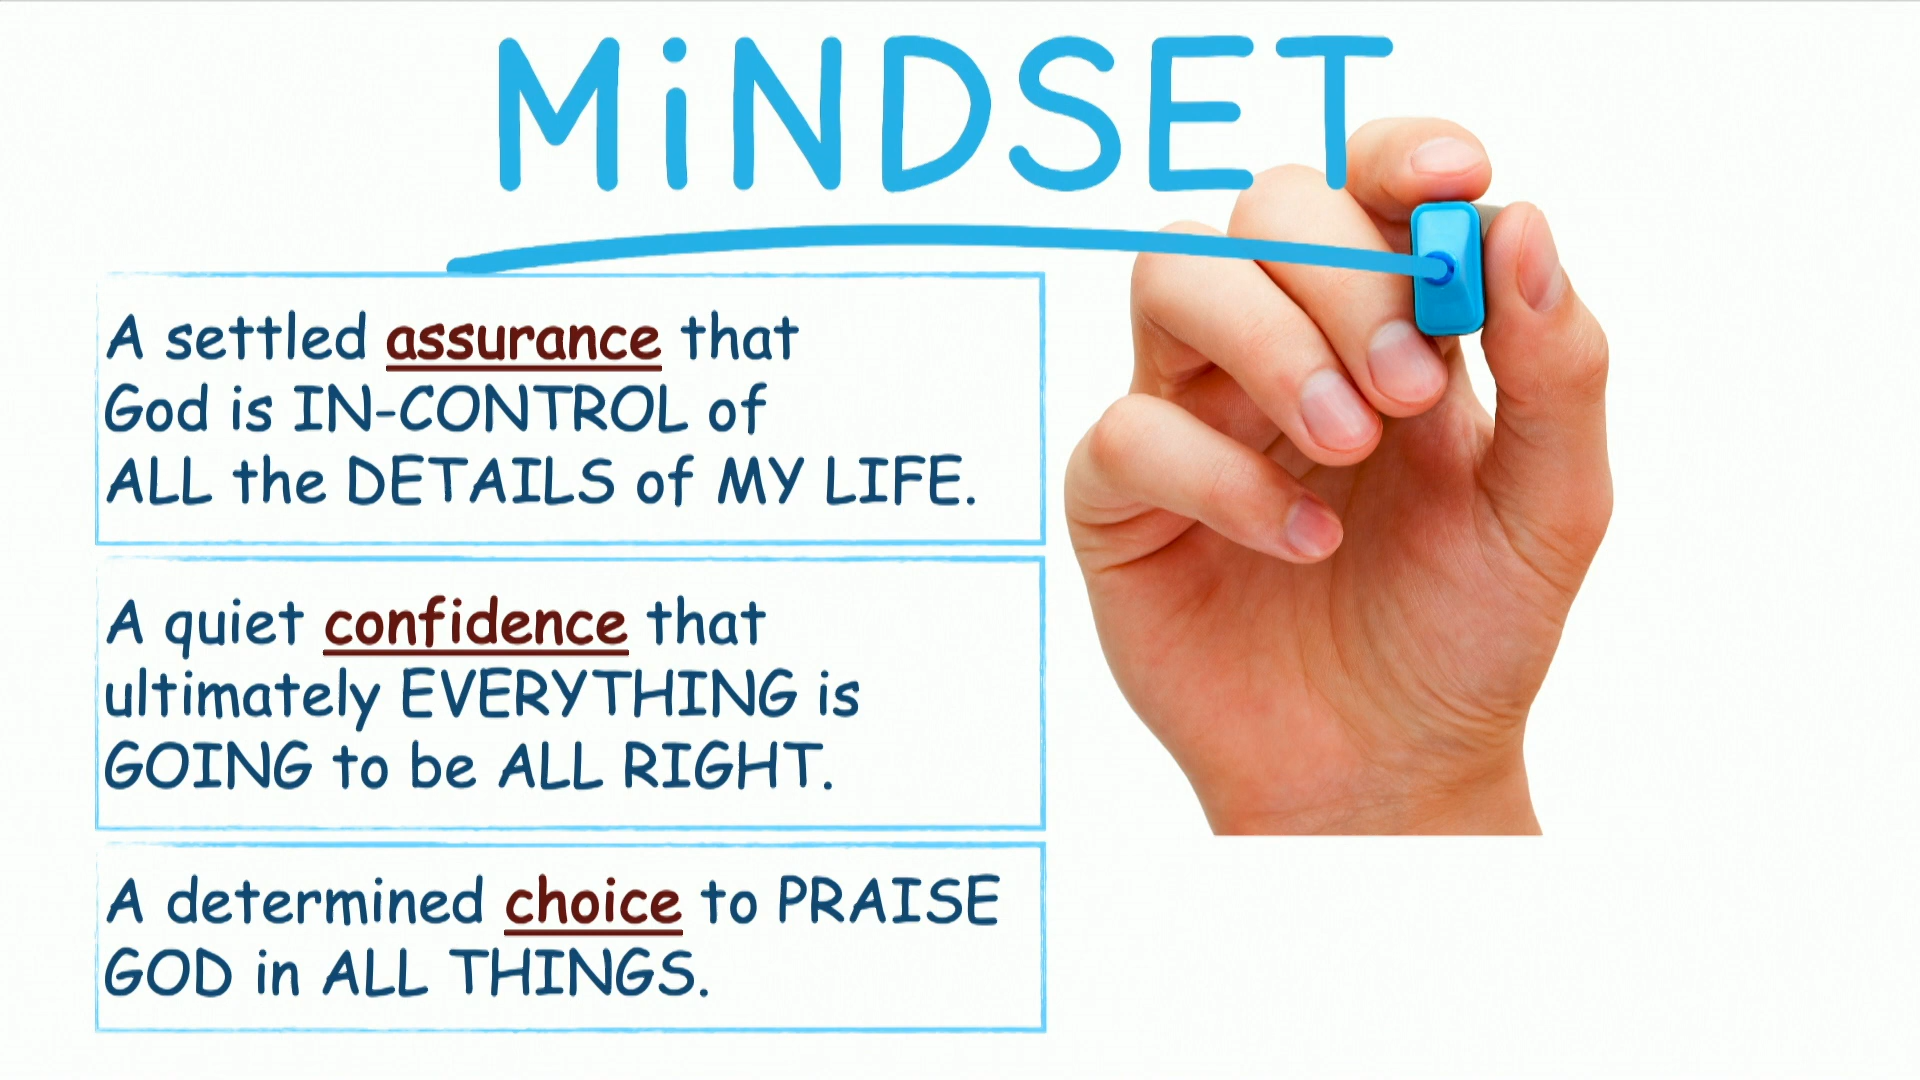 MiNDSET
A settled assurance that
God is IN-CONTROL of
ALL the DETAILS of MY LIFE.
A quiet confidence that
ultimately EVERYTHING is
GOING to be ALL RIGHT.
A determined choice to PRAISE
GOD in ALL THINGS.